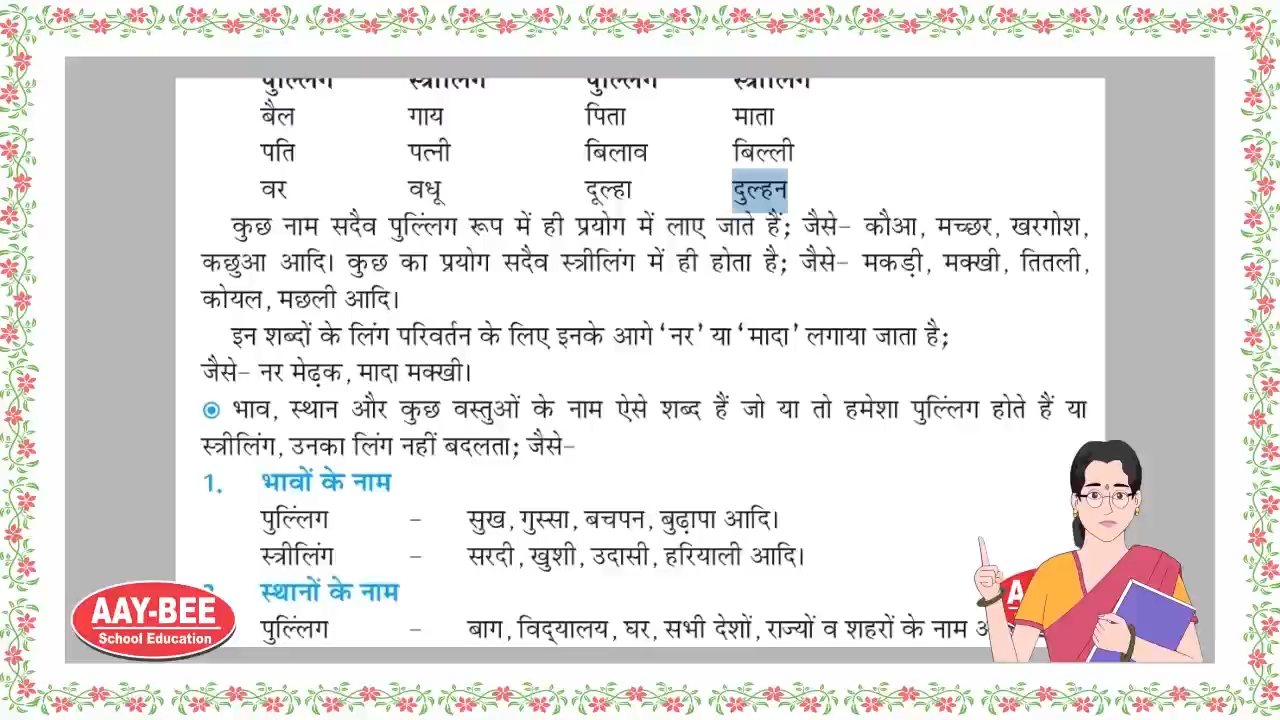 पुल्लिंग स्त्रीलिंग पुल्लिंग स्त्रीलिंग
बैल गाय पिता माता
पति पत्नी बिलाव बिल्ली
वर वधू दूल्हा दुल्हन
कुछ नाम सदैव पुल्लिंग रूप में ही प्रयोग में लाए जाते हैं; जैसे– कौआ, मच्छर, खरगोश,
कछुआ आदि। कुछ का प्रयोग सदैव स्त्रीलिंग में ही होता है; जैसे– मकड़ी, मक्खी, तितली,
कोयल, मछली आदि।
इन शब्दों के लिंग परिवर्तन के लिए इनके आगे ‘नर’ या ‘मादा’ लगाया जाता है;
जैसे– नर मेढ़क, मादा मक्खी।
भाव, स्थान और कुछ वस्तुओं के नाम ऐसे शब्द हैं जो या तो हमेशा पुल्लिंग होते हैं या
स्त्रीलिंग, उनका लिंग नहीं बदलता; जैसे–
1. भावों के नाम
पुल्लिंग – सुख, गुस्सा, बचपन, बुढ़ापा आदि।
स्त्रीलिंग – सरदी, खुशी, उदासी, हरियाली आदि।
स्थानों के नाम
पुल्लिंग – बाग, विद्‌यालय, घर, सभी देशों, राज्यों व शहरों के नाम
AAY-BEE
School Education